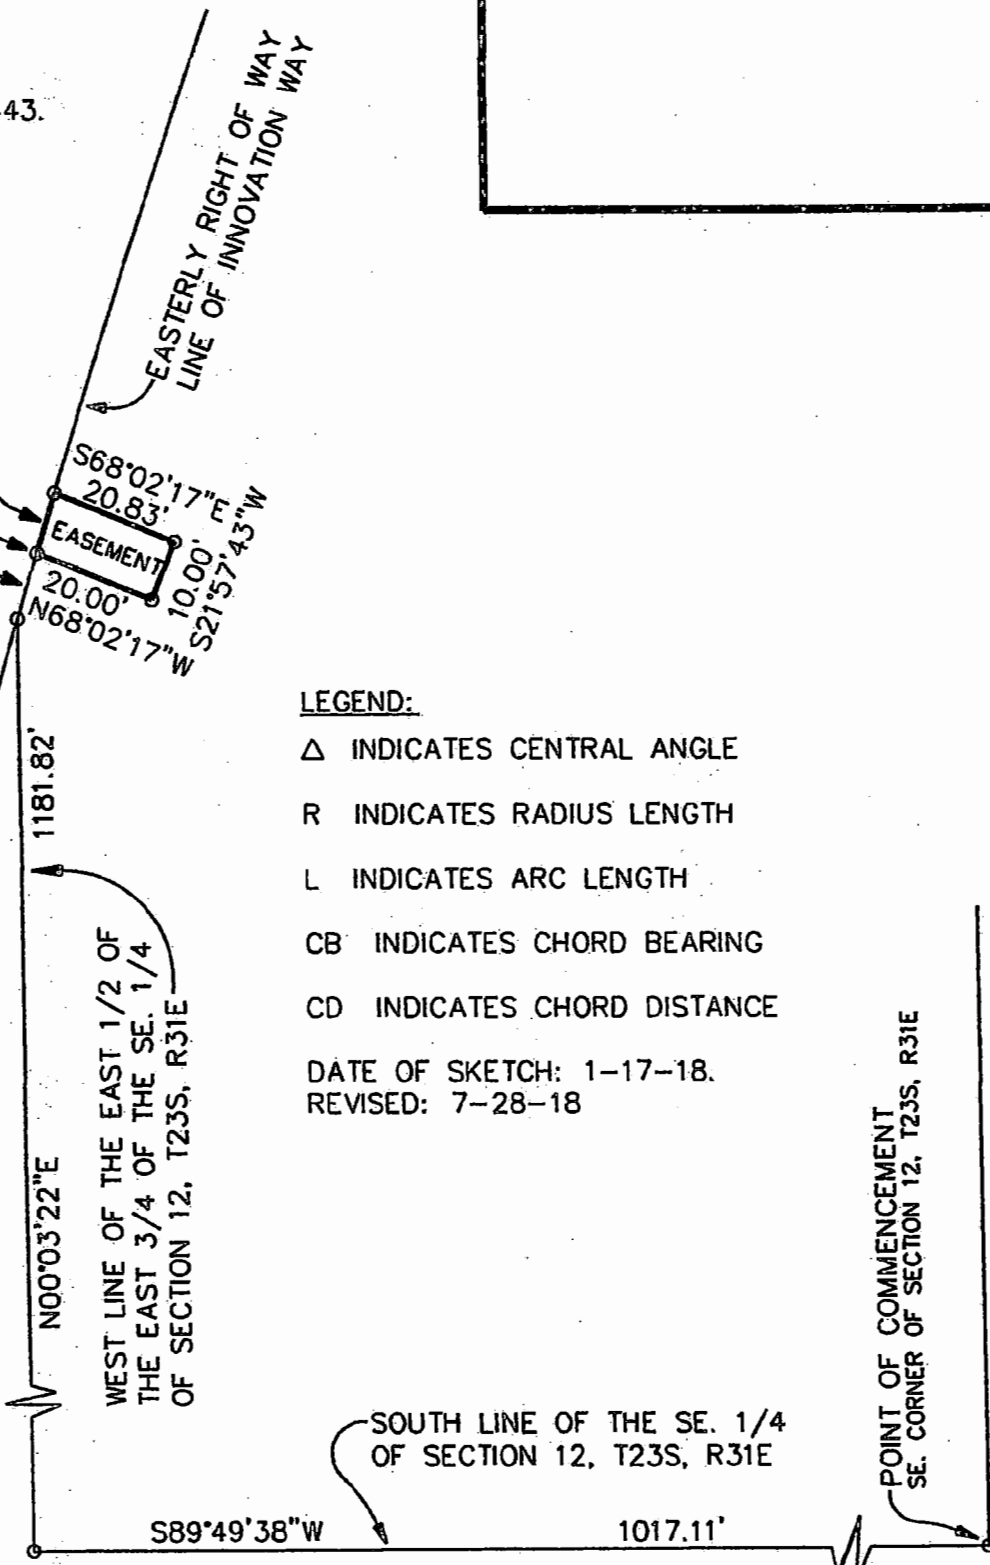 43.
EASTERLY RIGHT OF WAY
LINE OF INNOVATION WAY
S68°02'17"E
20.83'
EASEMENT
10.00'
S21°57'43"W
20.00'
N68°02'17"W
1181.82'
N00°03'22"E
WEST LINE OF THE EAST 1/2 OF
THE EAST 3/4 OF THE SE. 1/4
OF SECTION 12, T23S, R31E
LEGEND:
Δ INDICATES CENTRAL ANGLE
R INDICATES RADIUS LENGTH
L INDICATES ARC LENGTH
CB INDICATES CHORD BEARING
CD INDICATES CHORD DISTANCE
DATE OF SKETCH: 1-17-18.
REVISED: 7-28-18
POINT OF COMMENCEMENT
SE. CORNER OF SECTION 12, T23S, R31E
SOUTH LINE OF THE SE. 1/4
OF SECTION 12, T23S, R31E
S89°49'38"W 1017.11'